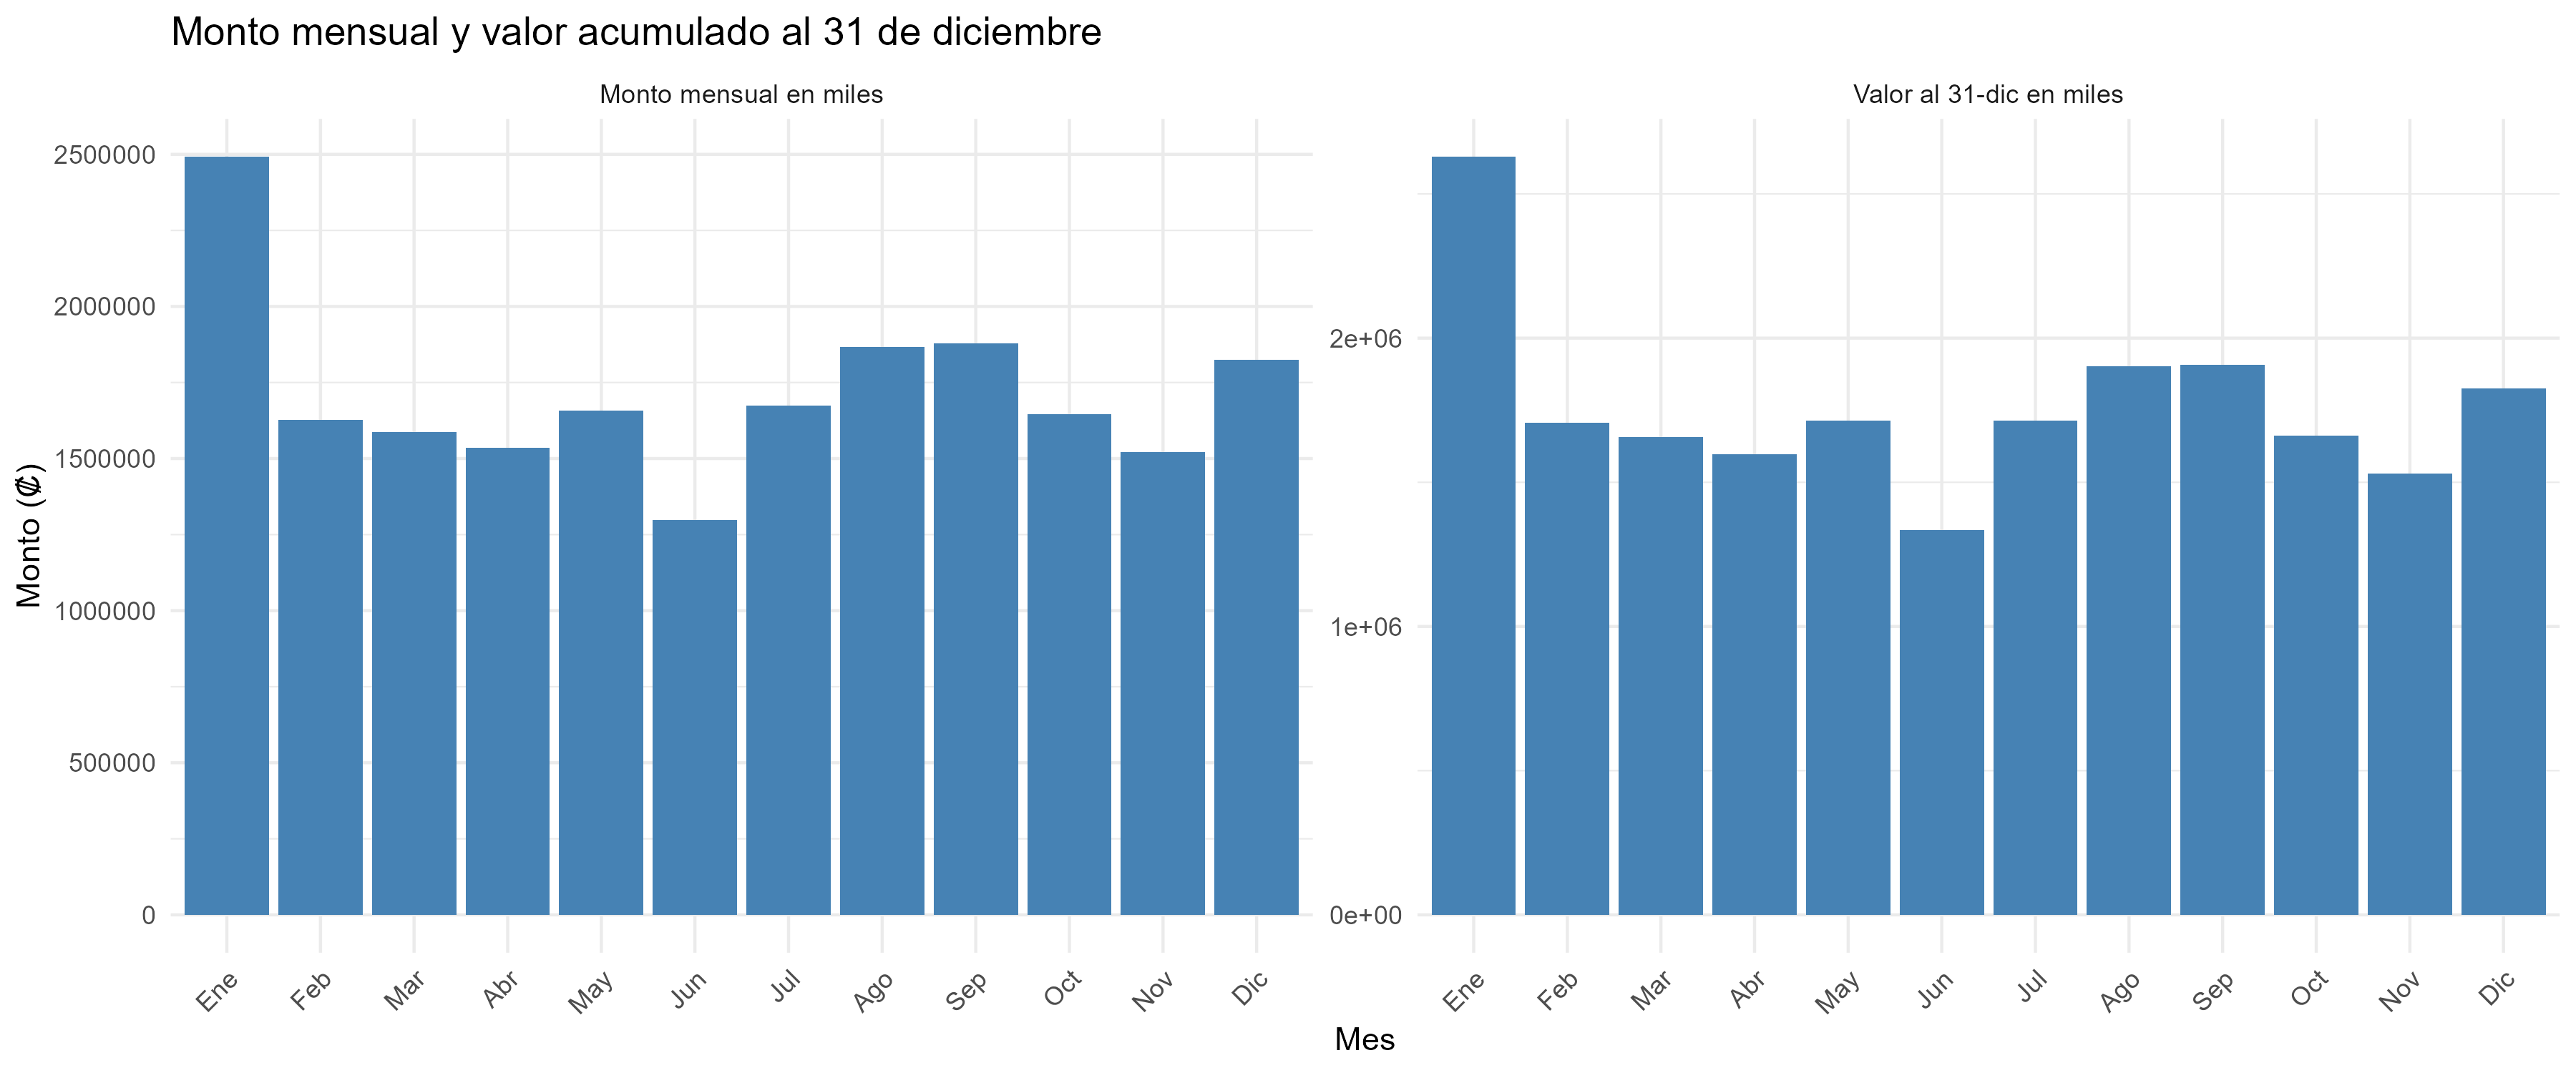 Monto mensual y valor acumulado al 31 de diciembre
Monto mensual en miles
Valor al 31-dic en miles
Monto (₡)
2500000
2000000
1500000
1000000
500000
0
2e+06
1e+06
0e+00
Ene Feb Mar Abr May Jun Jul Ago Sep Oct Nov Dic
Ene Feb Mar Abr May Jun Jul Ago Sep Oct Nov Dic
Mes